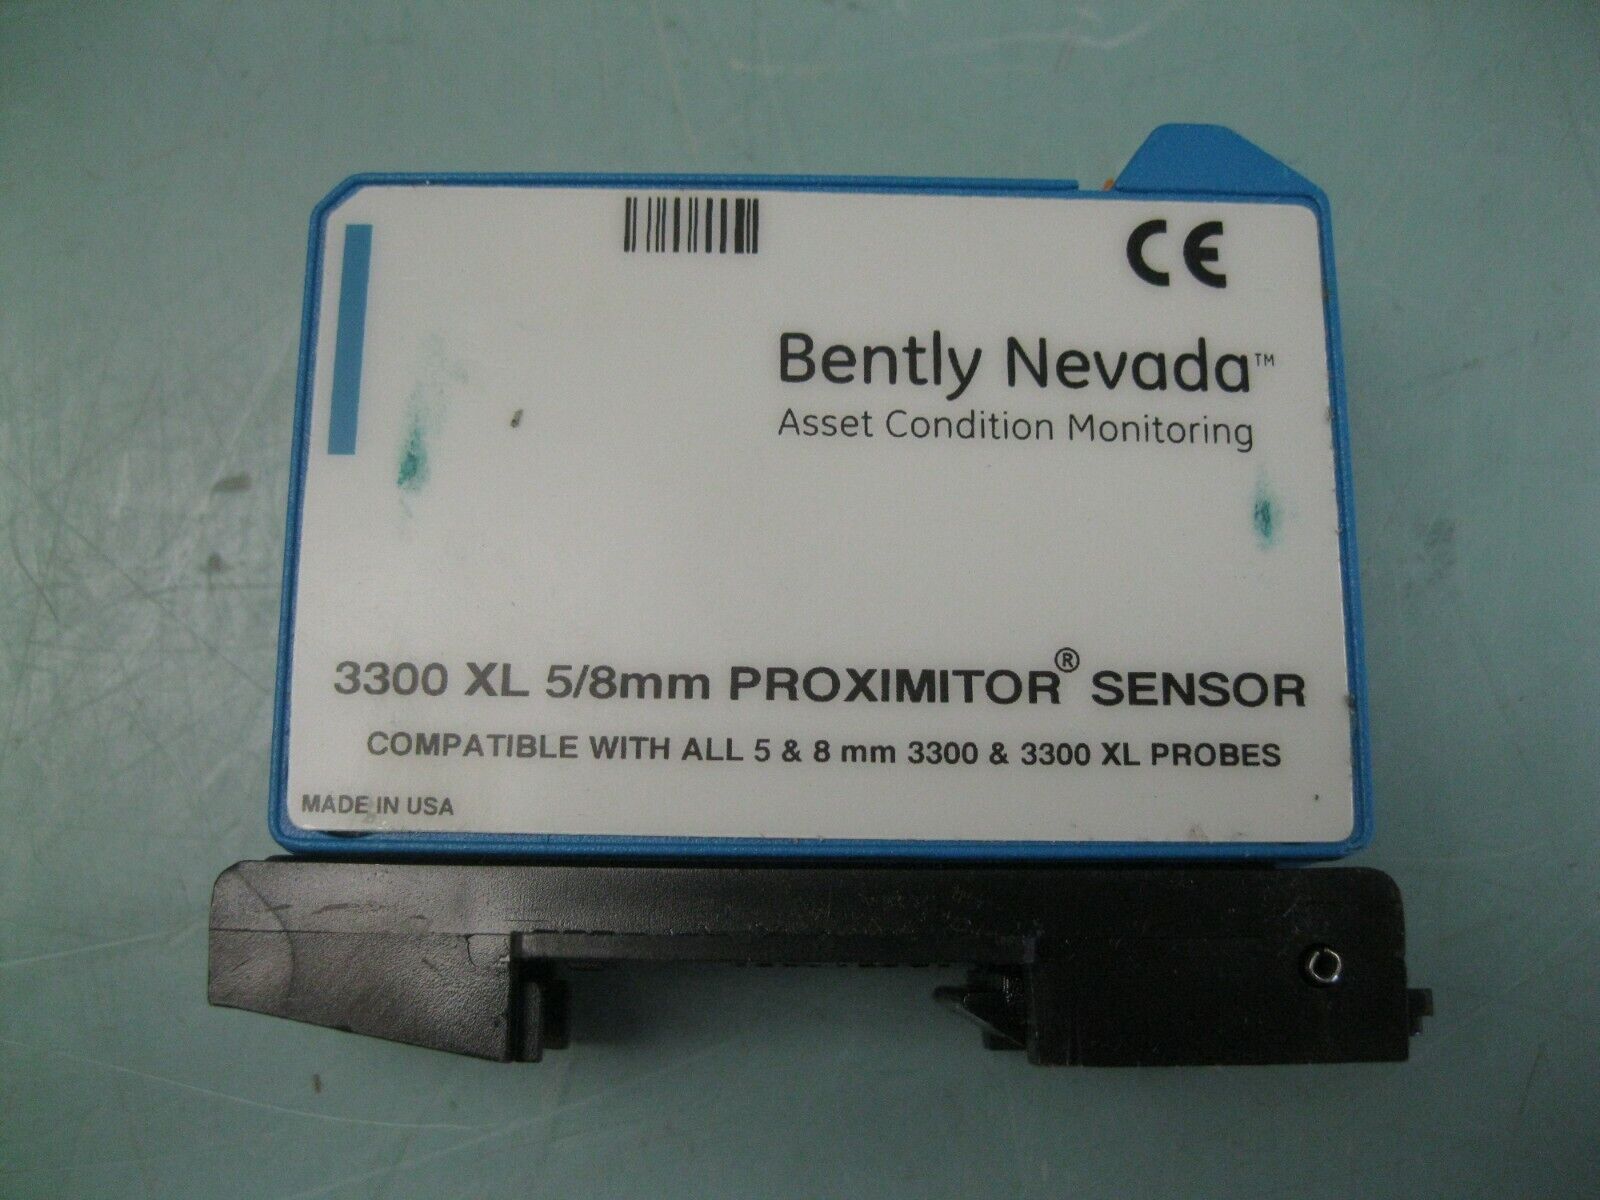 CE
Bently Nevada™
Asset Condition Monitoring
3300 XL 5/8mm PROXIMITOR® SENSOR
COMPATIBLE WITH ALL 5 & 8 mm 3300 & 3300 XL PROBES
MADE IN USA